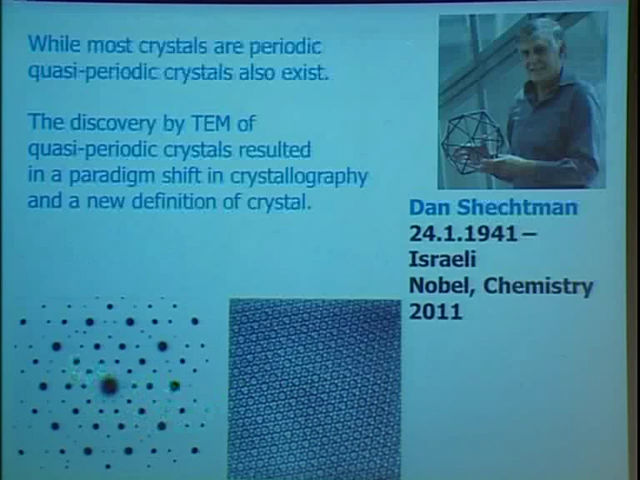 While most crystals are periodic
quasi-periodic crystals also exist.
The discovery by TEM of
quasi-periodic crystals resulted
in a paradigm shift in crystallography
and a new definition of crystal.
Dan Shechtman
24.1.1941 –
Israeli
Nobel, Chemistry
2011